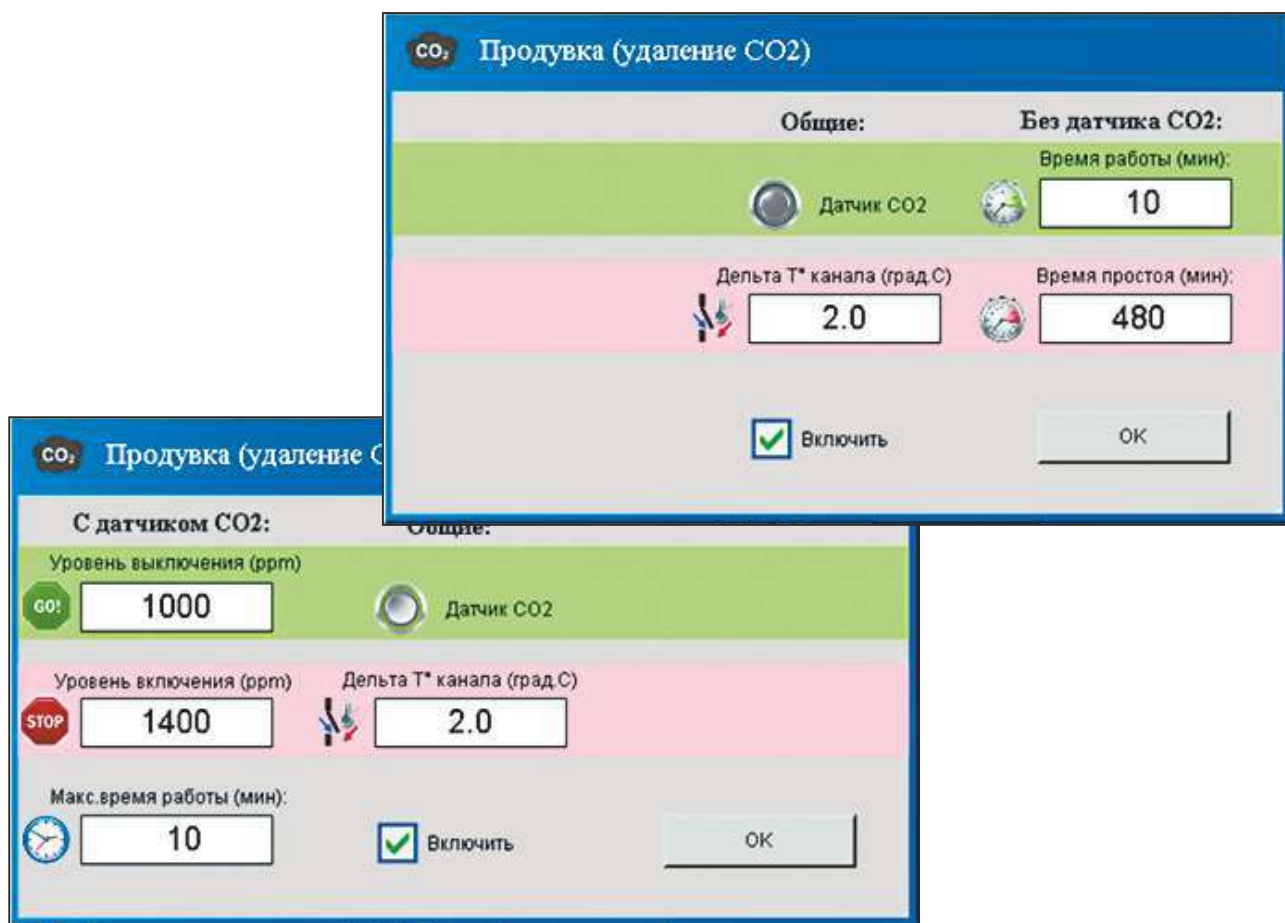 CO₂ Продувка (удаление CO2)
Общие: Без датчика CO2:
Время работы (мин):
Датчик CO2 10
Дельта T* канала (град.C) Время простоя (мин):
2.0 480
Включить OK
CO₂ Продувка (удаление
С датчиком CO2: Общие:
Уровень выключения (ppm)
GO! 1000 Датчик CO2
Уровень включения (ppm) Дельта T* канала (град.C)
STOP 1400 2.0
Макс.время работы (мин):
10 Включить OK